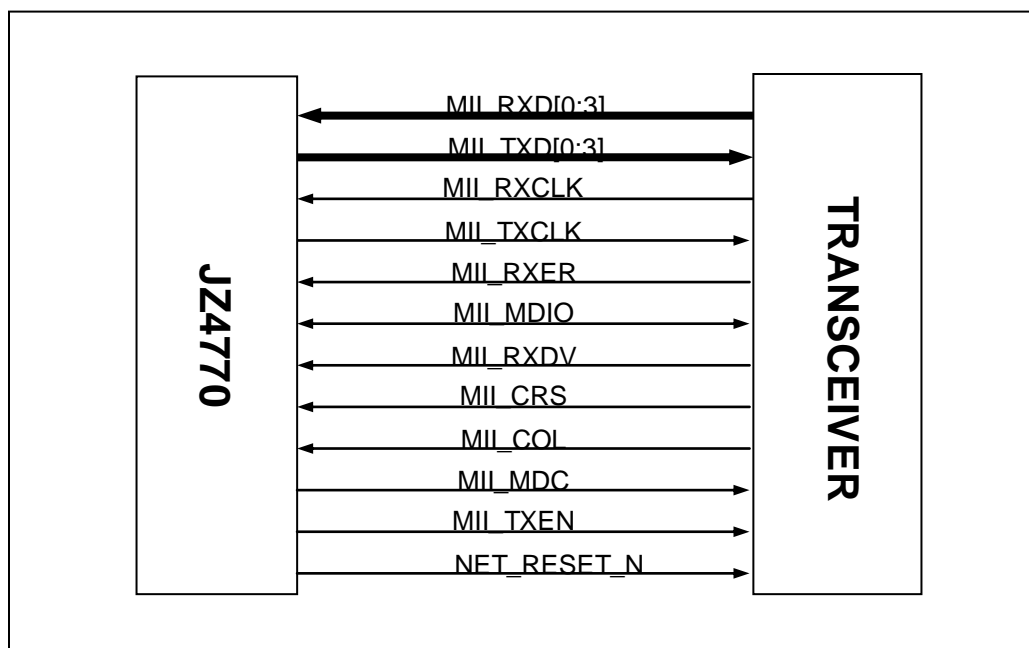 JZ4770
MII_RXD[0:3]
MII_TXD[0:3]
MII_RXCLK
MII_TXCLK
MII_RXER
MII_MDIO
MII_RXDV
MII_CRS
MII_COL
MII_MDC
MII_TXEN
NET_RESET_N
TRANSCEIVER